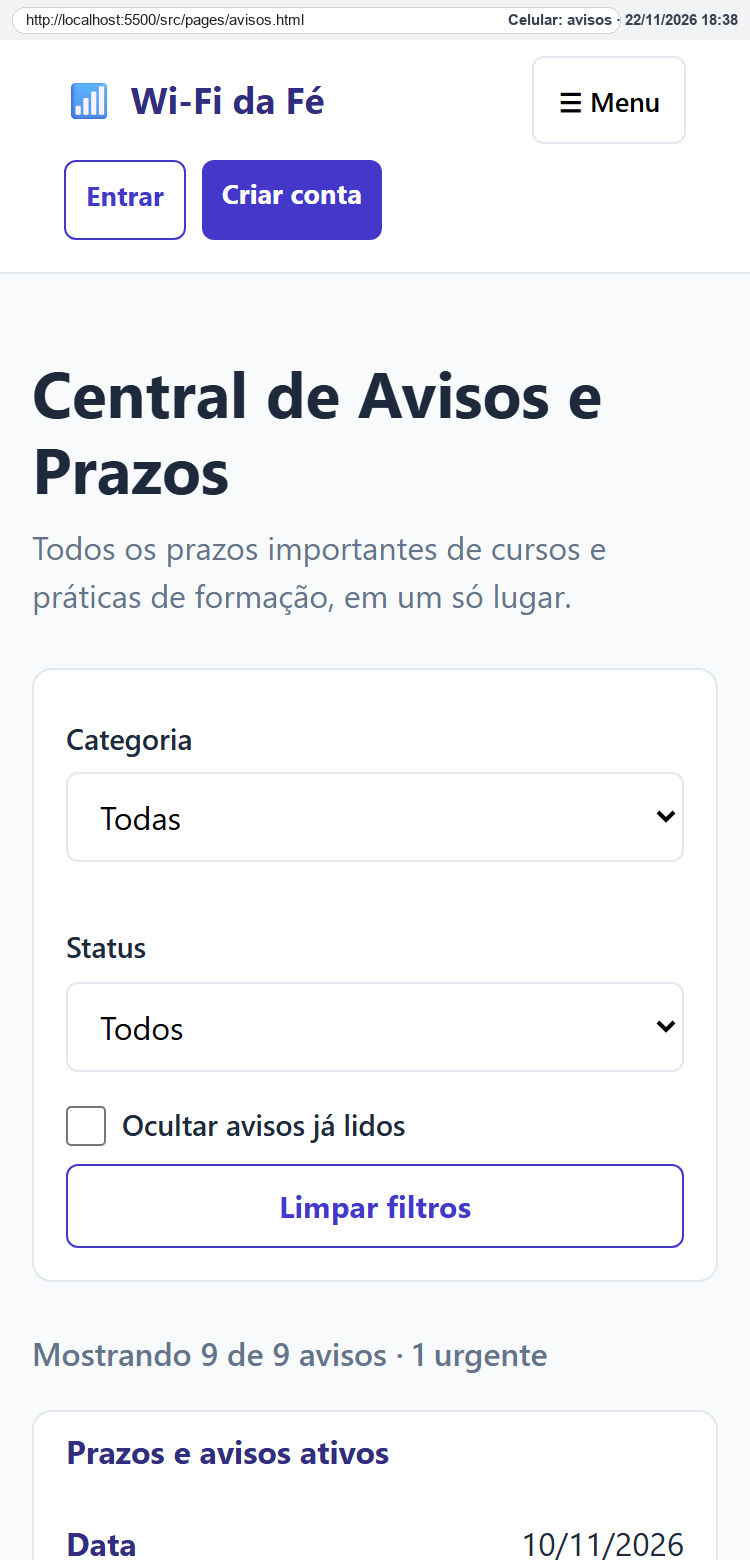 http://localhost:5500/src/pages/avisos.html
Celular: avisos · 22/11/2026 18:38
Wi-Fi da Fé
☰ Menu
Entrar
Criar conta
Central de Avisos e
Prazos
Todos os prazos importantes de cursos e
práticas de formação, em um só lugar.
Categoria
Todas
Status
Todos
Ocultar avisos já lidos
Limpar filtros
Mostrando 9 de 9 avisos · 1 urgente
Prazos e avisos ativos
Data
10/11/2026